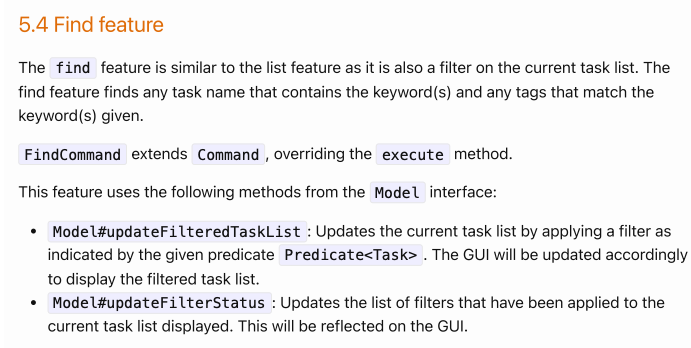 5.4 Find feature
The find feature is similar to the list feature as it is also a filter on the current task list. The
find feature finds any task name that contains the keyword(s) and any tags that match the
keyword(s) given.
FindCommand extends Command , overriding the execute method.
This feature uses the following methods from the Model interface:
• Model#updateFilteredTaskList : Updates the current task list by applying a filter as
indicated by the given predicate Predicate<Task> . The GUI will be updated accordingly
to display the filtered task list.
• Model#updateFilterStatus : Updates the list of filters that have been applied to the
current task list displayed. This will be reflected on the GUI.